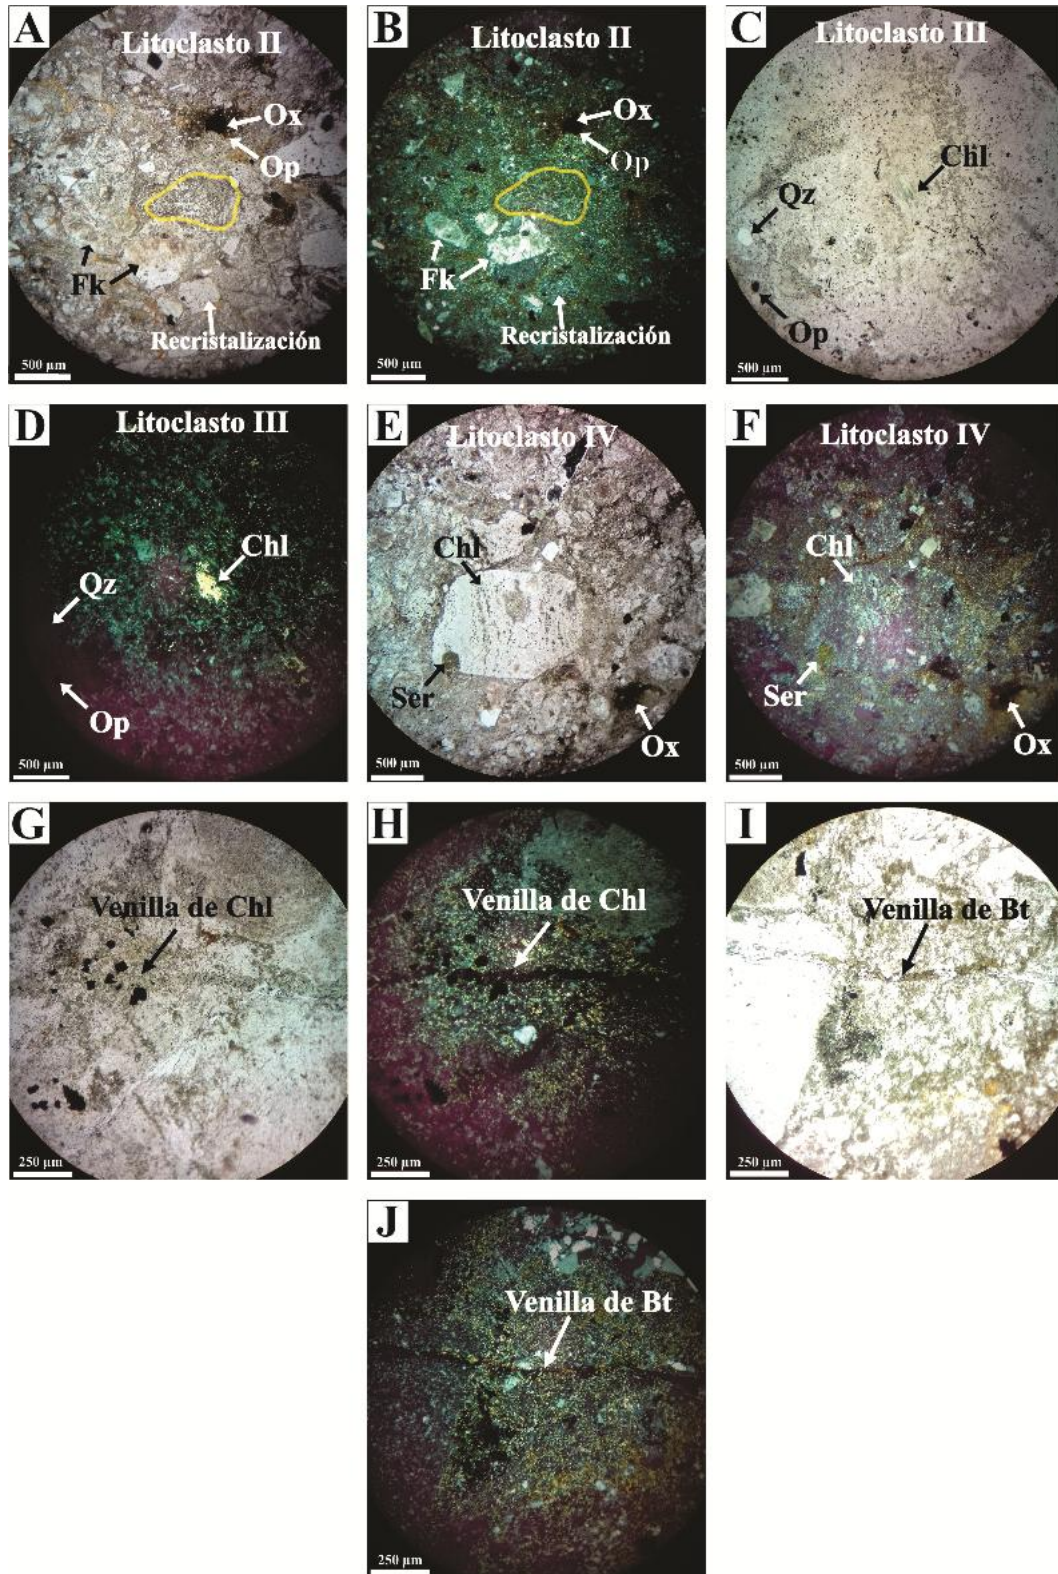 A
Litoclasto II
Ox
Op
Fk
Recristalización
500 µm
B
Litoclasto II
Ox
Op
Fk
Recristalización
500 µm
C
Litoclasto III
Chl
Qz
Op
500 µm
D
Litoclasto III
Chl
Qz
Op
500 µm
E
Litoclasto IV
Chl
Ser
Ox
500 µm
F
Litoclasto IV
Chl
Ser
Ox
500 µm
G
Venilla de Chl
250 µm
H
Venilla de Chl
250 µm
I
Venilla de Bt
250 µm
J
Venilla de Bt
250 µm